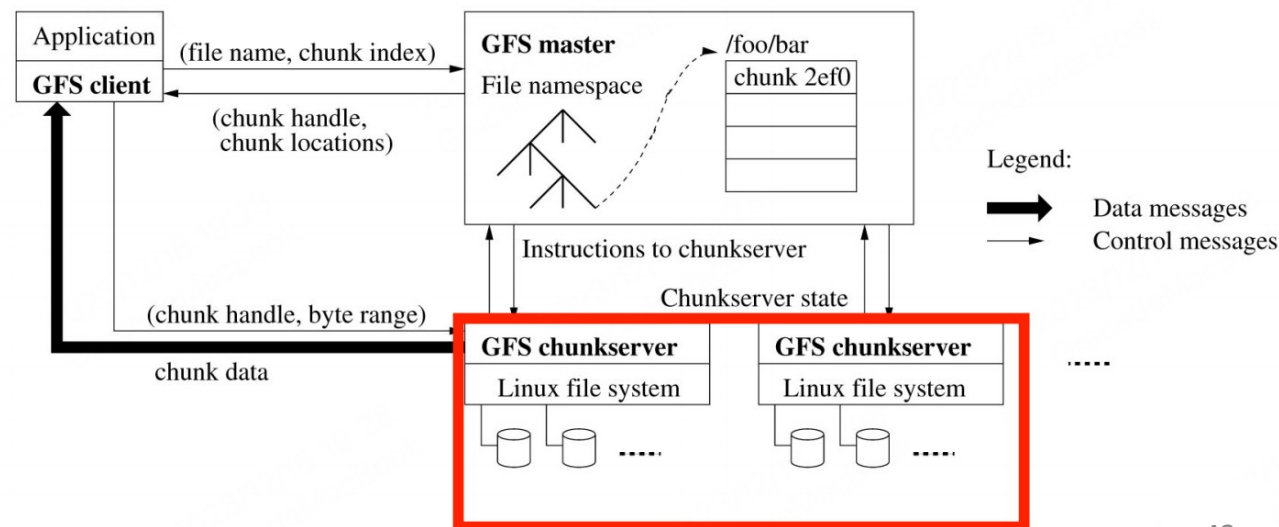 Application
GFS client
(file name, chunk index)
(chunk handle,
chunk locations)
GFS master
File namespace
/foo/bar
chunk 2ef0
Legend:
Data messages
Control messages
Instructions to chunkserver
Chunkserver state
(chunk handle, byte range)
chunk data
GFS chunkserver
Linux file system
GFS chunkserver
Linux file system